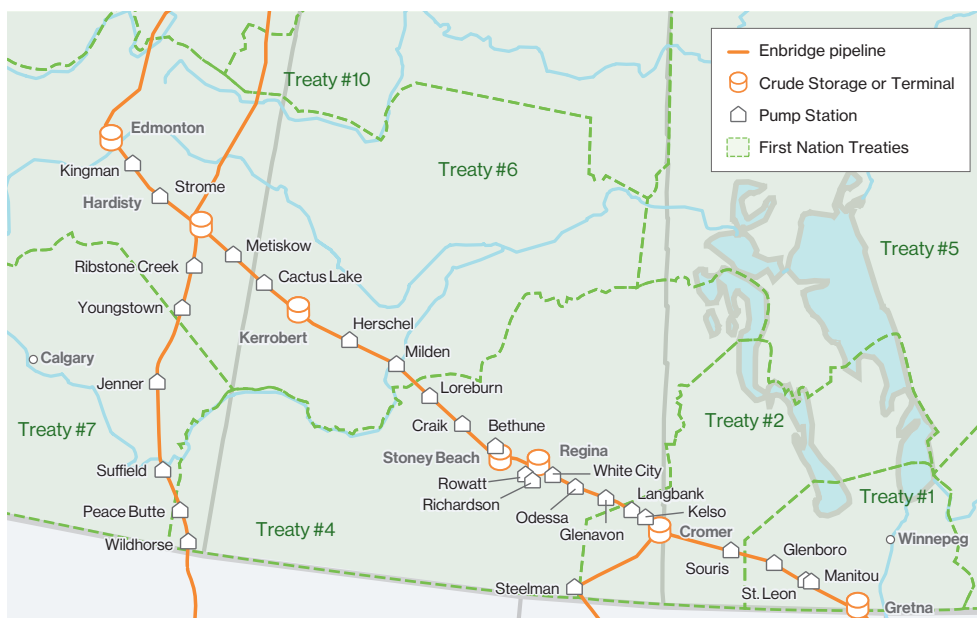 Enbridge pipeline
Crude Storage or Terminal
Pump Station
First Nation Treaties
Treaty #10
Edmonton
Kingman
Treaty #6
Strome
Hardisty
Treaty #5
Metiskow
Ribstone Creek
Cactus Lake
Youngstown
Herschel
Kerrobert
Milden
Calgary
Jenner
Loreburn
Treaty #2
Craik
Bethune
Treaty #7
Stoney Beach
Regina
Suffield
White City
Rowatt
Richardson
Langbank
Treaty #1
Peace Butte
Odessa
Kelso
Treaty #4
Glenavon
Cromer
Winnepeg
Wildhorse
Souris
Glenboro
Manitou
Steelman
St. Leon
Gretna